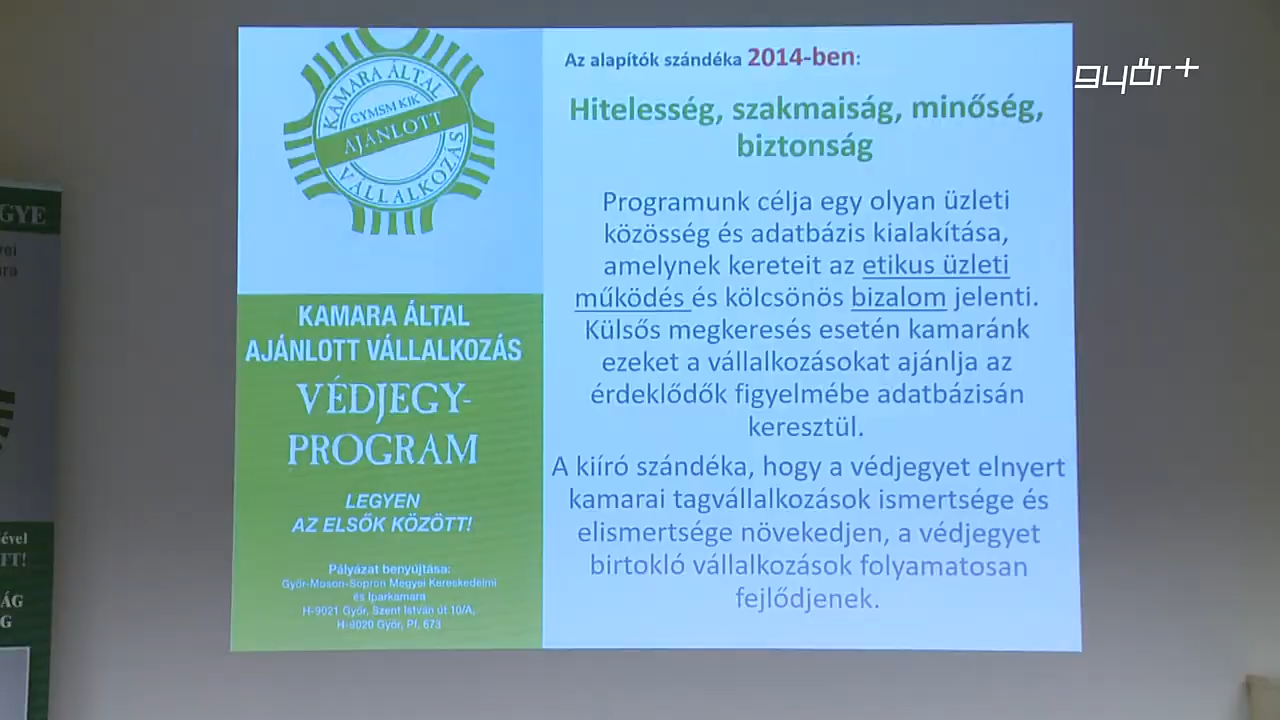 győr+
KAMARA ÁLTAL
GYMSM KIK
AJÁNLOTT
VÁLLALKOZÁS
KAMARA ÁLTAL
AJÁNLOTT VÁLLALKOZÁS
VÉDJEGY-
PROGRAM
LEGYEN
AZ ELSŐK KÖZÖTT!
Pályázat benyújtása:
Győr-Moson-Sopron Megyei Kereskedelmi
és Iparkamara
H-9021 Győr, Szent István út 10/A,
H-9020 Győr, Pf. 673
Az alapítók szándéka 2014-ben:
Hitelesség, szakmaiság, minőség,
biztonság
Programunk célja egy olyan üzleti
közösség és adatbázis kialakítása,
amelynek kereteit az etikus üzleti
működés és kölcsönös bizalom jelenti.
Külsős megkeresés esetén kamaránk
ezeket a vállalkozásokat ajánlja az
érdeklődők figyelmébe adatbázisán
keresztül.
A kiíró szándéka, hogy a védjegyet elnyert
kamarai tagvállalkozások ismertsége és
elismertsége növekedjen, a védjegyet
birtokló vállalkozások folyamatosan
fejlődjenek.